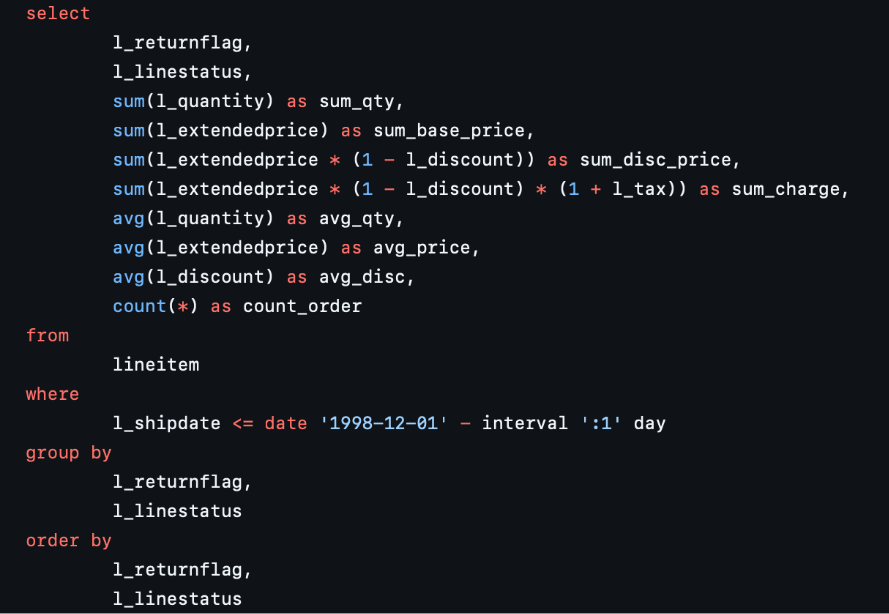 select
l_returnflag,
l_linestatus,
sum(l_quantity) as sum_qty,
sum(l_extendedprice) as sum_base_price,
sum(l_extendedprice * (1 - l_discount)) as sum_disc_price,
sum(l_extendedprice * (1 - l_discount) * (1 + l_tax)) as sum_charge,
avg(l_quantity) as avg_qty,
avg(l_extendedprice) as avg_price,
avg(l_discount) as avg_disc,
count(*) as count_order
from
lineitem
where
l_shipdate <= date '1998-12-01' - interval ':1' day
group by
l_returnflag,
l_linestatus
order by
l_returnflag,
l_linestatus